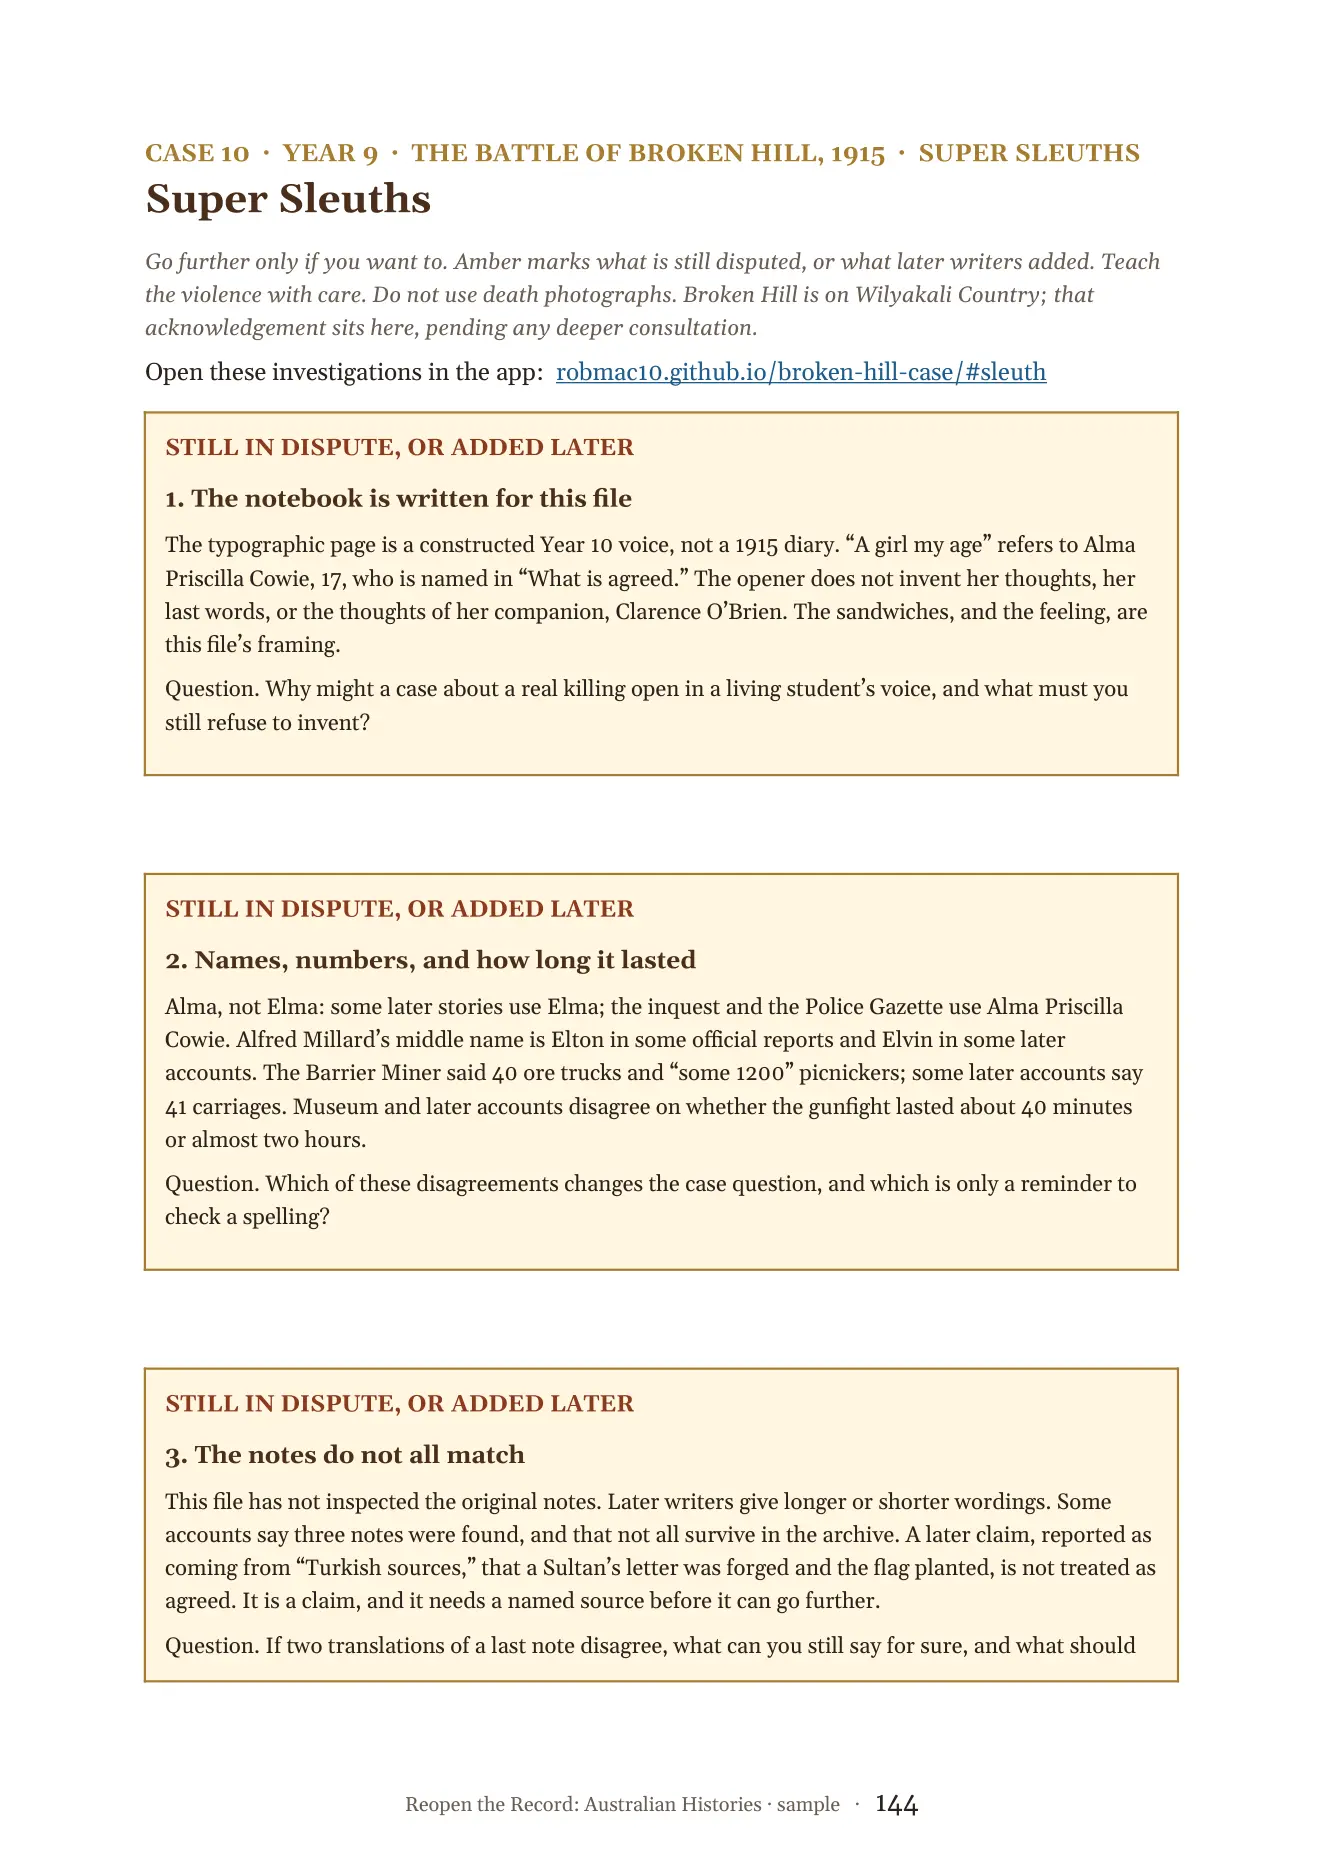 CASE 10 · YEAR 9 · THE BATTLE OF BROKEN HILL, 1915 · SUPER SLEUTHS
Super Sleuths
Go further only if you want to. Amber marks what is still disputed, or what later writers added. Teach
the violence with care. Do not use death photographs. Broken Hill is on Wilyakali Country; that
acknowledgement sits here, pending any deeper consultation.
Open these investigations in the app: robmac10.github.io/broken-hill-case/#sleuth
STILL IN DISPUTE, OR ADDED LATER
1. The notebook is written for this file
The typographic page is a constructed Year 10 voice, not a 1915 diary. “A girl my age” refers to Alma
Priscilla Cowie, 17, who is named in “What is agreed.” The opener does not invent her thoughts, her
last words, or the thoughts of her companion, Clarence O’Brien. The sandwiches, and the feeling, are
this file’s framing.
Question. Why might a case about a real killing open in a living student’s voice, and what must you
still refuse to invent?
STILL IN DISPUTE, OR ADDED LATER
2. Names, numbers, and how long it lasted
Alma, not Elma: some later stories use Elma; the inquest and the Police Gazette use Alma Priscilla
Cowie. Alfred Millard’s middle name is Elton in some official reports and Elvin in some later
accounts. The Barrier Miner said 40 ore trucks and “some 1200” picnickers; some later accounts say
41 carriages. Museum and later accounts disagree on whether the gunfight lasted about 40 minutes
or almost two hours.
Question. Which of these disagreements changes the case question, and which is only a reminder to
check a spelling?
STILL IN DISPUTE, OR ADDED LATER
3. The notes do not all match
This file has not inspected the original notes. Later writers give longer or shorter wordings. Some
accounts say three notes were found, and that not all survive in the archive. A later claim, reported as
coming from “Turkish sources,” that a Sultan’s letter was forged and the flag planted, is not treated as
agreed. It is a claim, and it needs a named source before it can go further.
Question. If two translations of a last note disagree, what can you still say for sure, and what should
Reopen the Record: Australian Histories · sample · 144